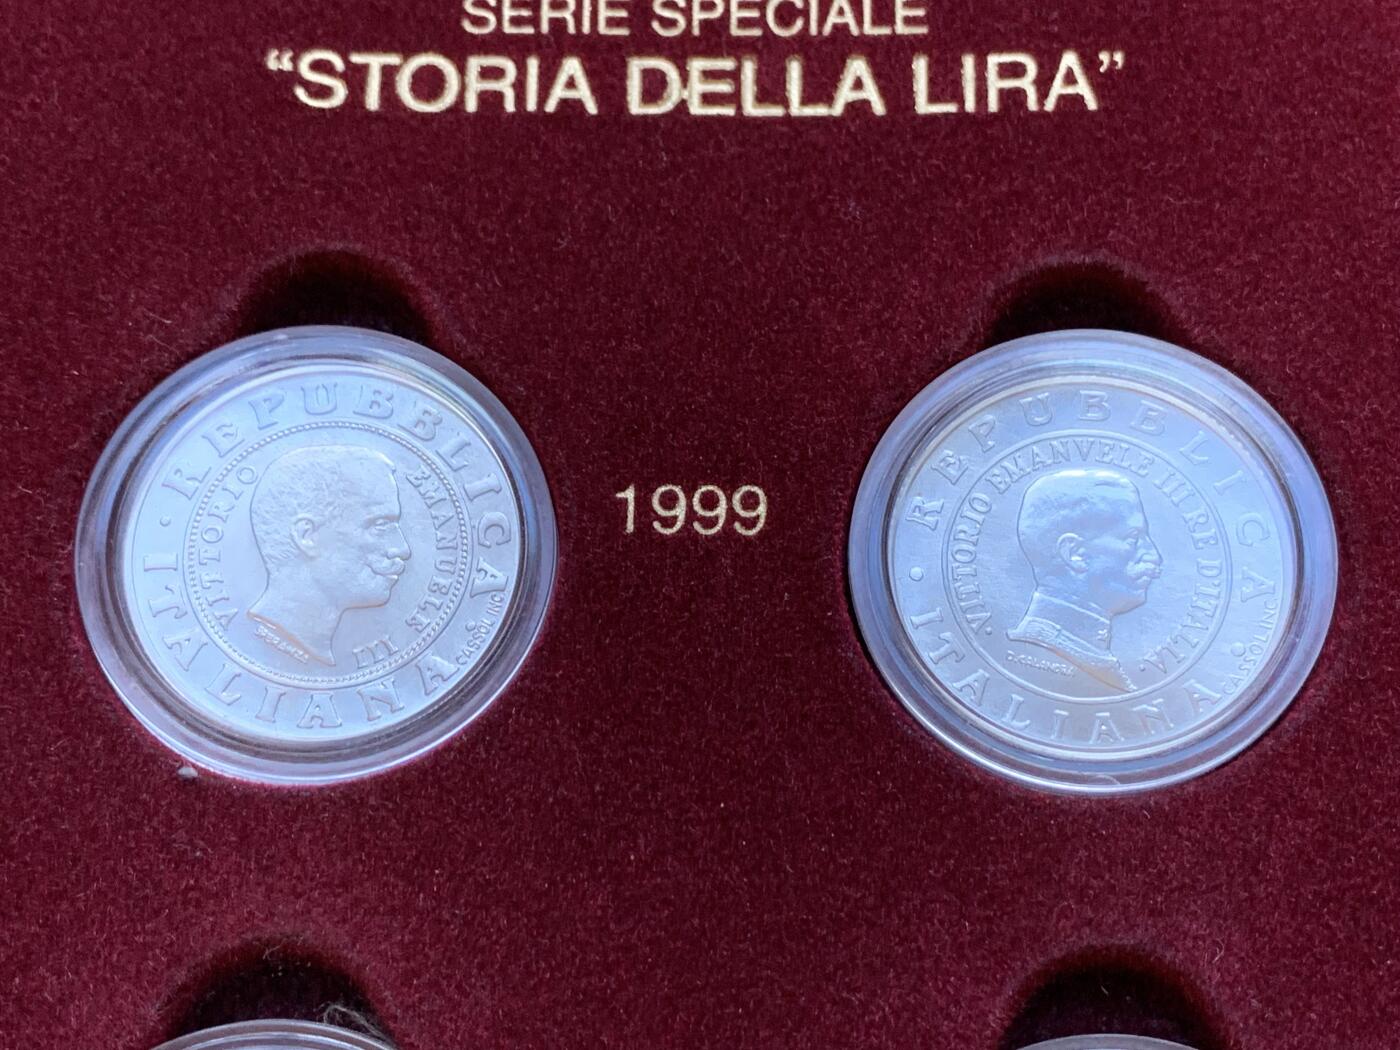 SERIE SPECIALE
“STORIA DELLA LIRA”
1999
REPUBBLICA ITALIANA
VITTORIO EMANUELE III
SPERANZA
CASSOL INC.
REPUBBLICA ITALIANA
VITTORIO EMANVELE III RE D'ITALIA
D.CALANDRA
CASSOL INC.